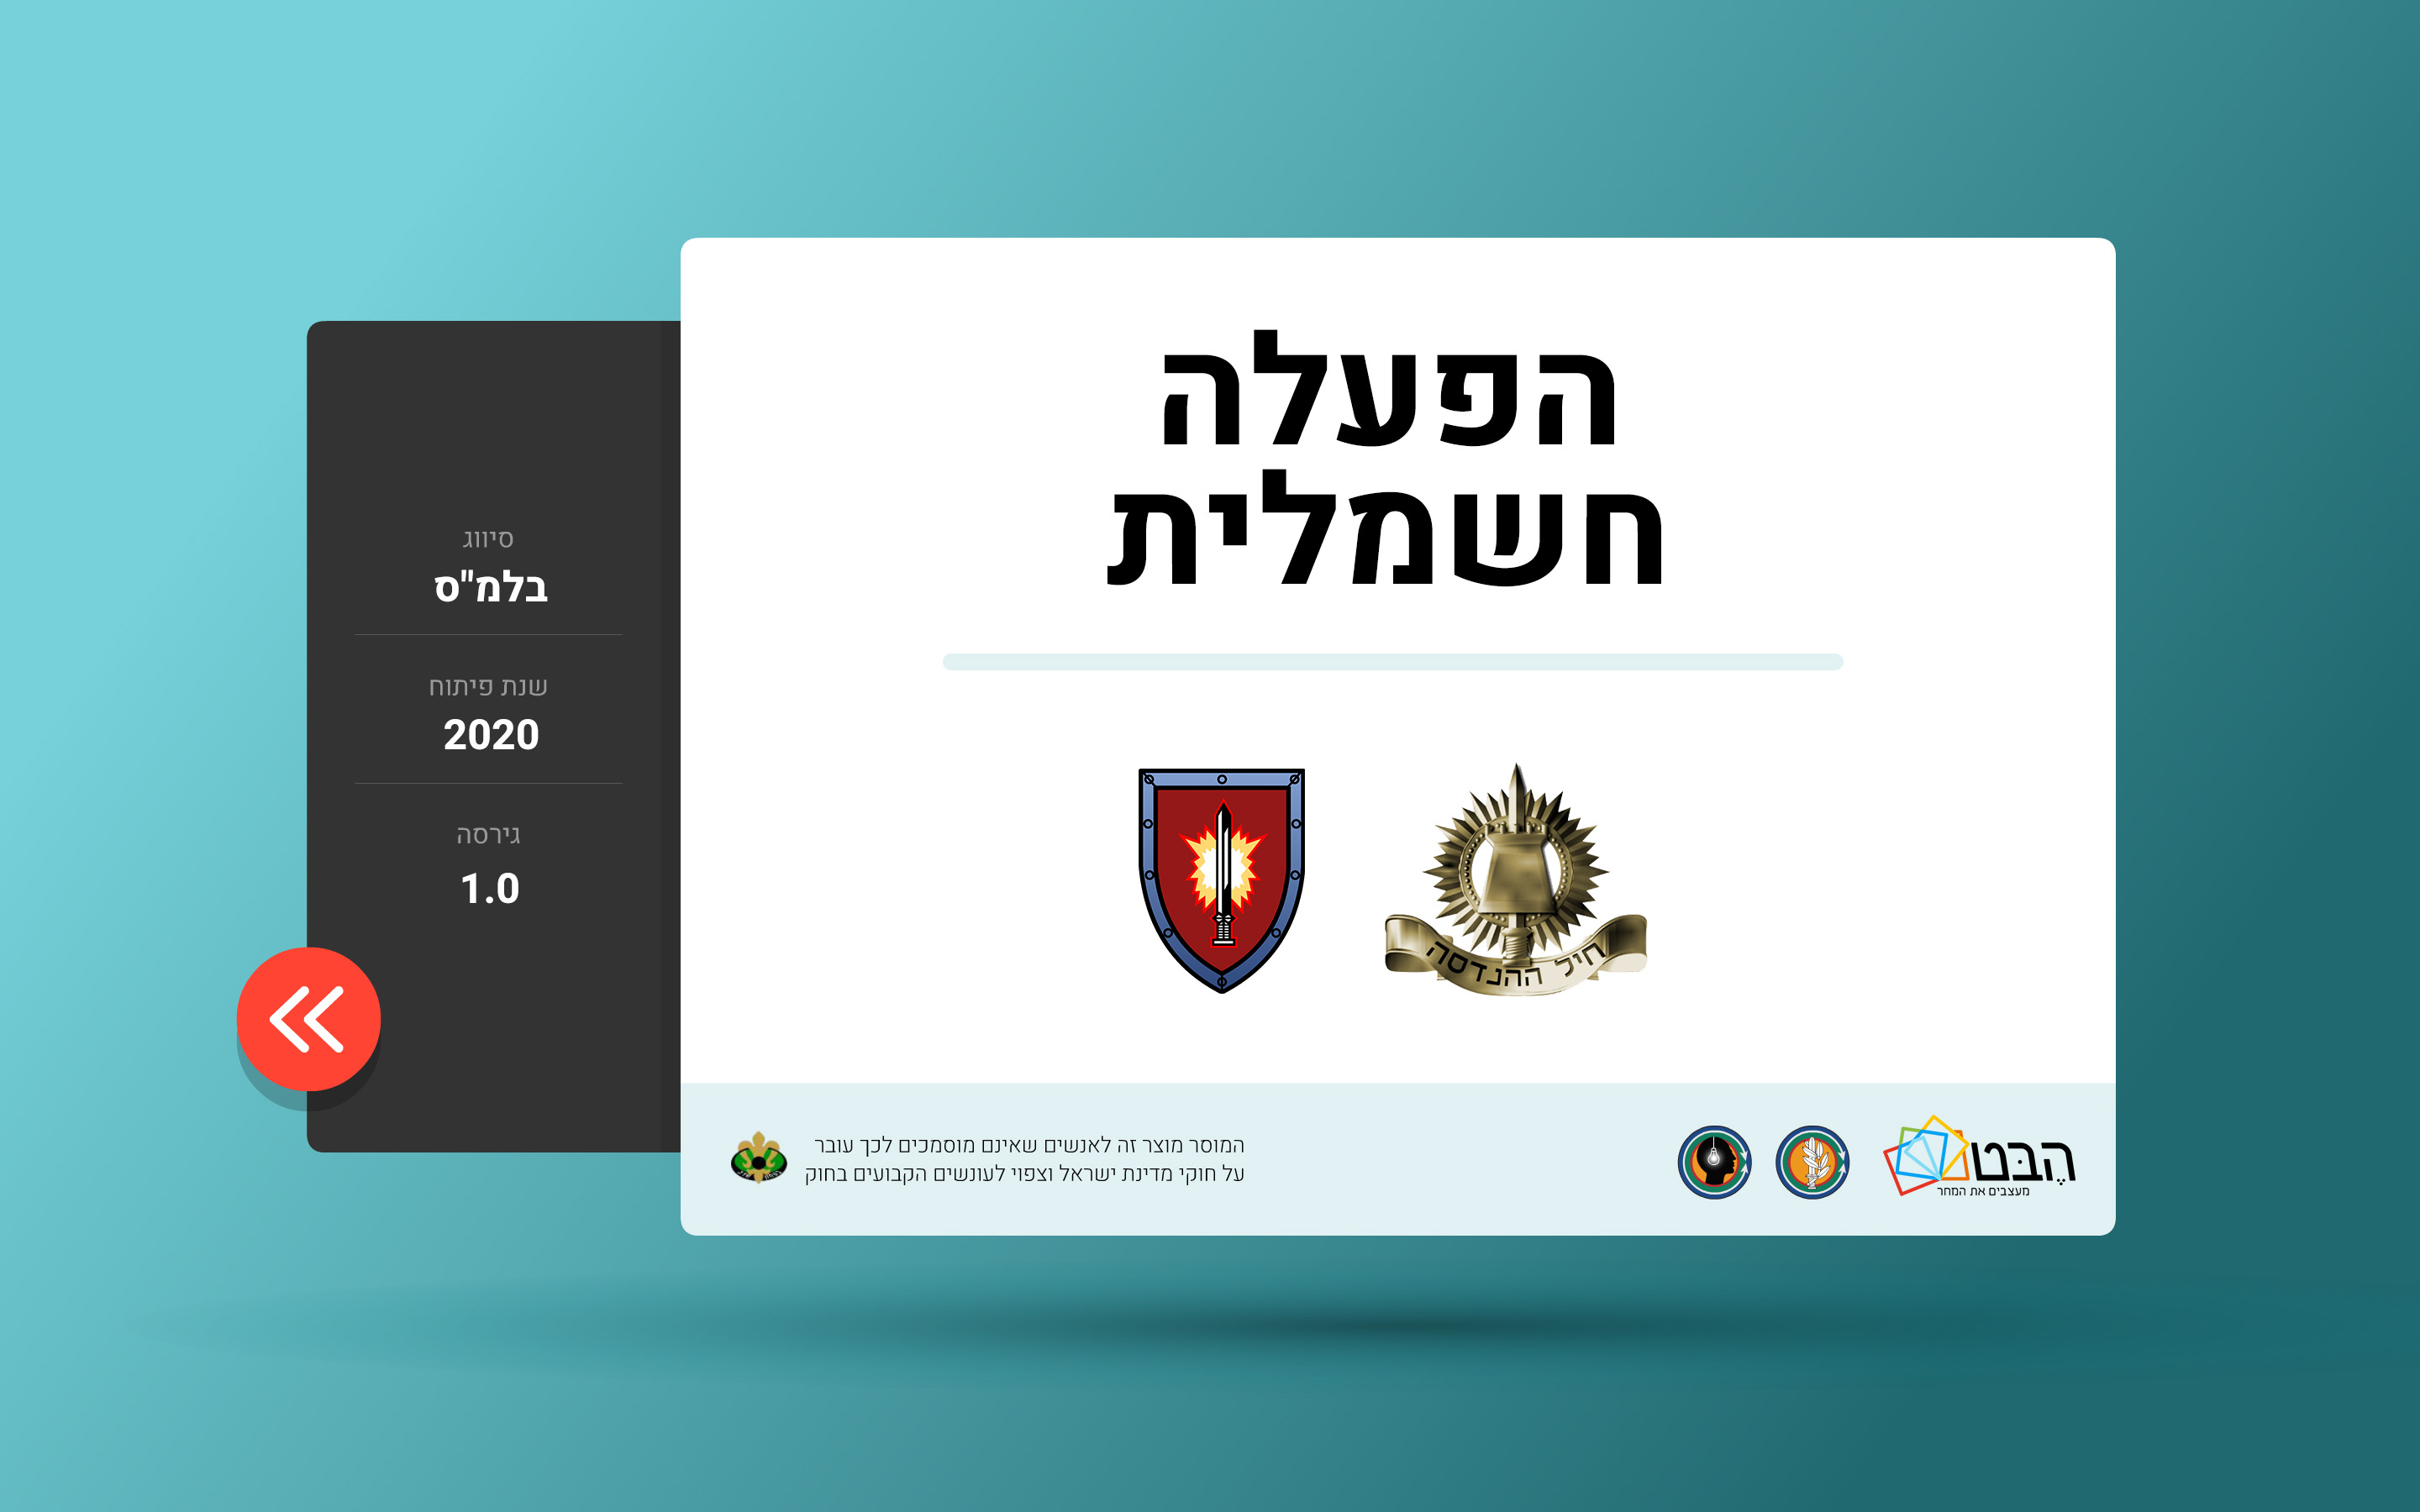 הפעלה
חשמלית
חיל ההנדסה
סיווג
בלמ"ס
שנת פיתוח
2020
גירסה
1.0
הֶבט
מעצבים את המחר
המוסר מוצר זה לאנשים שאינם מוסמכים לכך עובר
על חוקי מדינת ישראל וצפוי לעונשים הקבועים בחוק